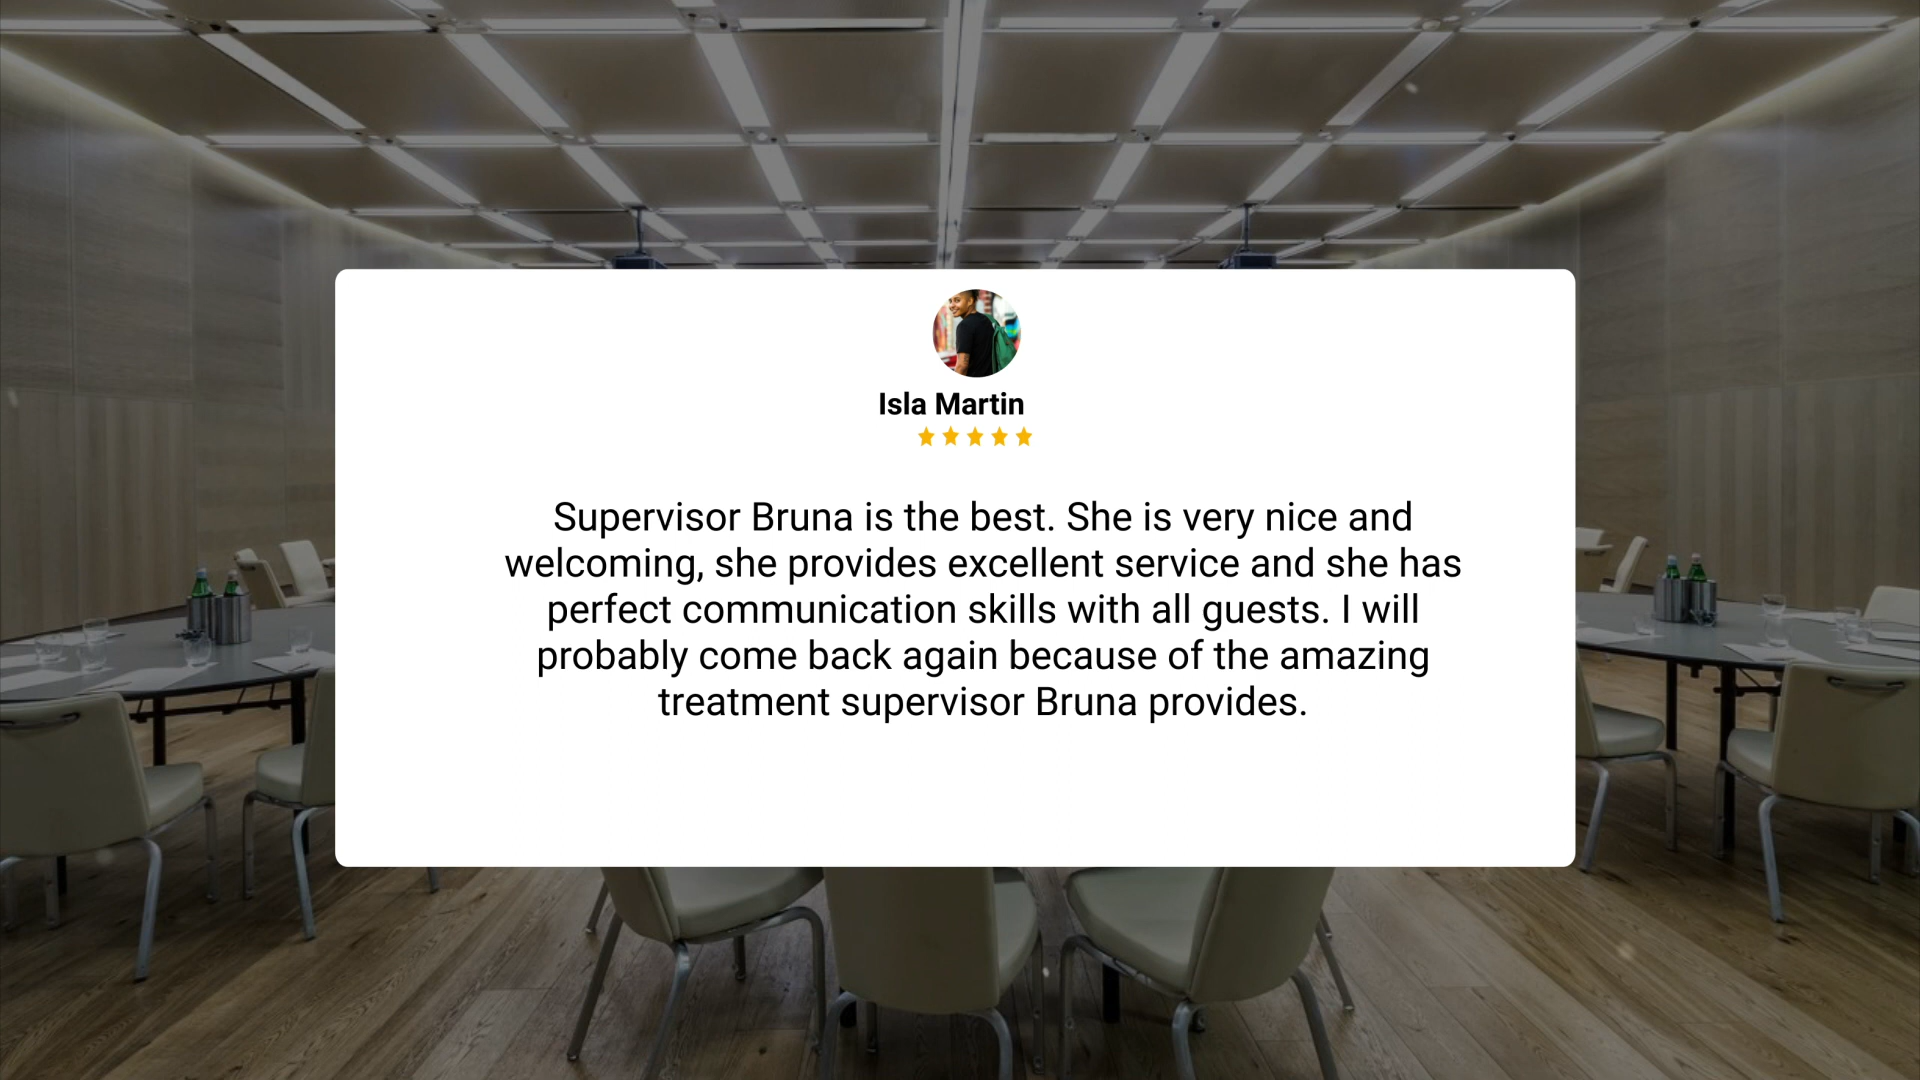 Isla Martin
Supervisor Bruna is the best. She is very nice and
welcoming, she provides excellent service and she has
perfect communication skills with all guests. I will
probably come back again because of the amazing
treatment supervisor Bruna provides.